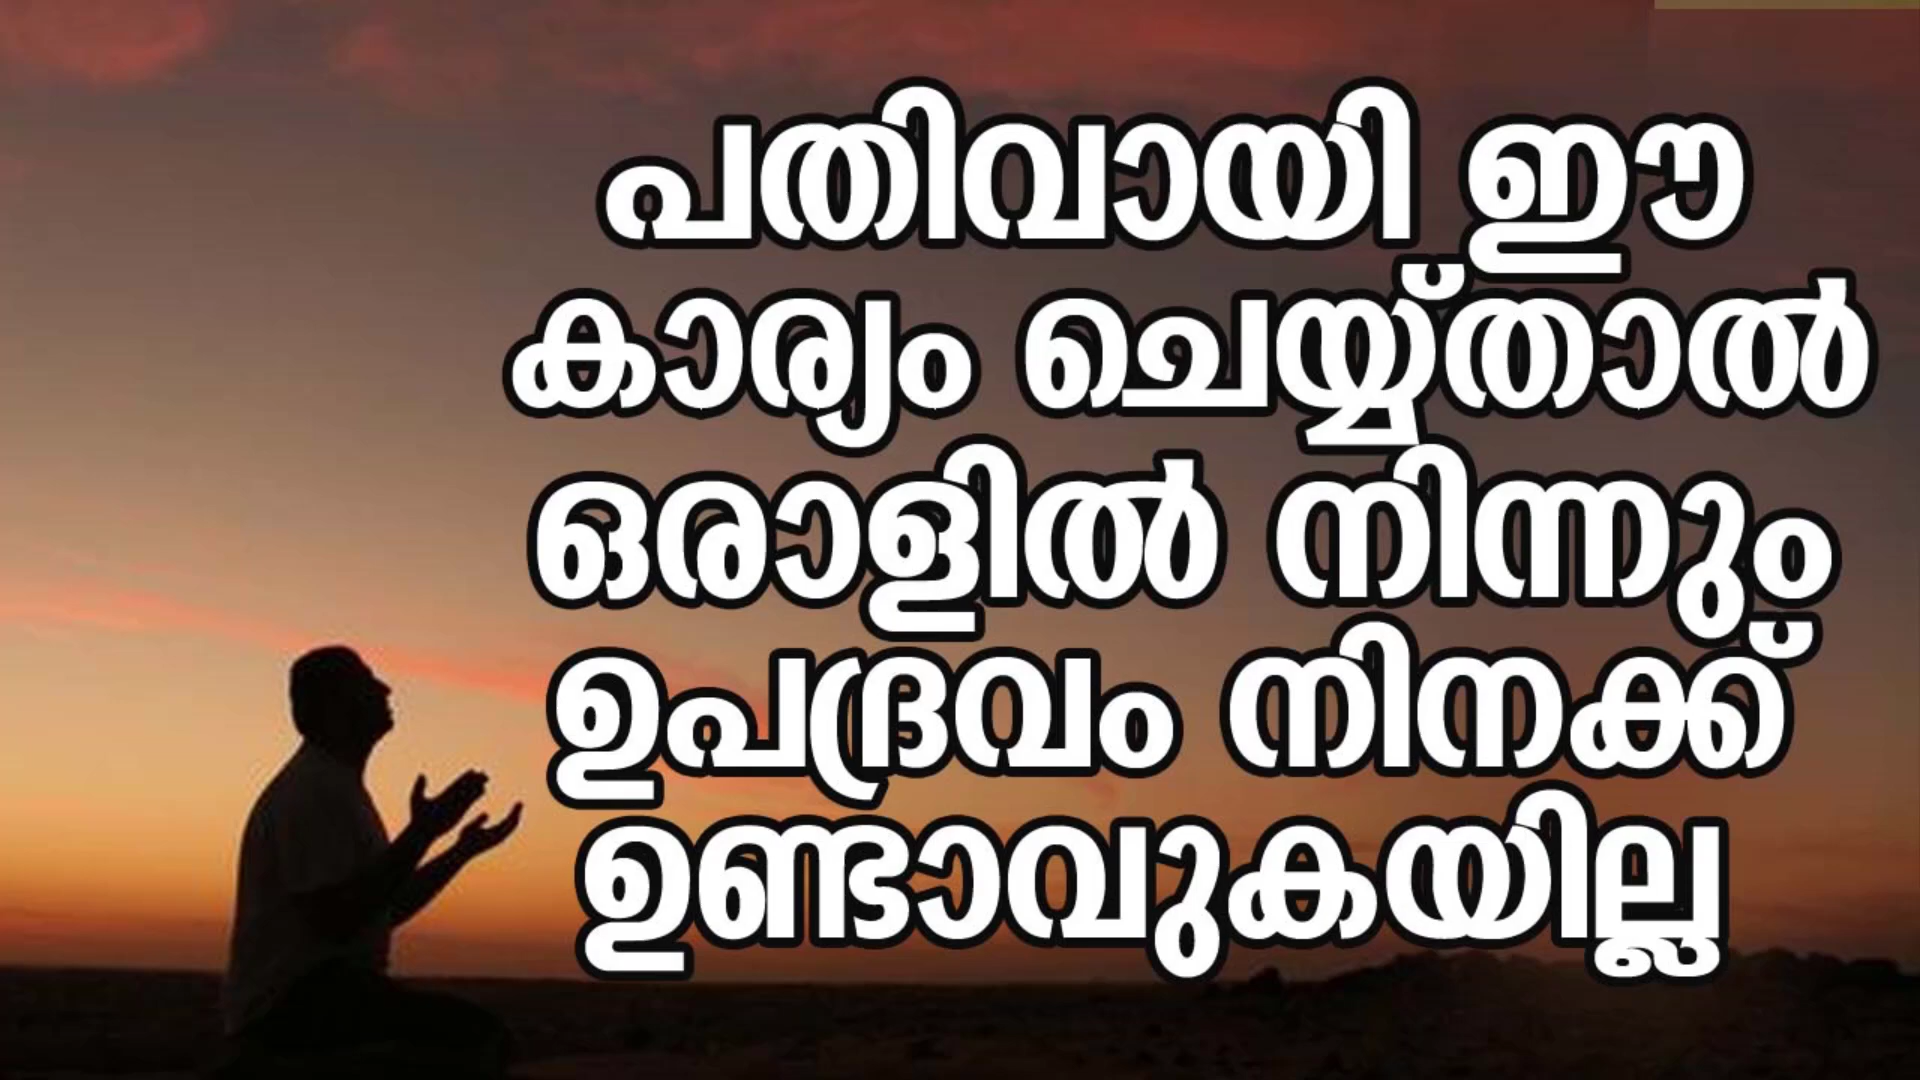 പതിവായി ഈ
കാര്യം ചെയ്യ്താൽ
ഒരാളിൽ നിന്നും
ഉപദ്രവം നിനക്ക്
ഉണ്ടാവുകയില്ല